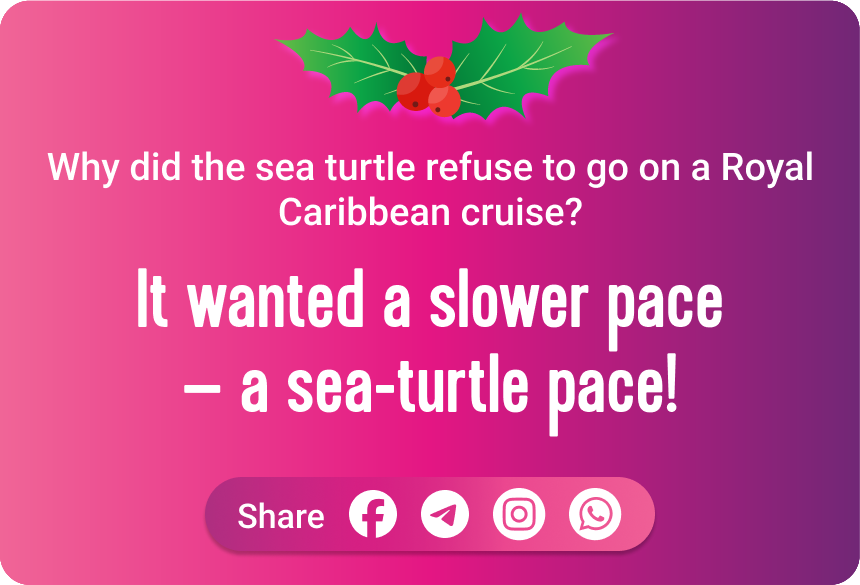 Why did the sea turtle refuse to go on a Royal
Caribbean cruise?
It wanted a slower pace
– a sea-turtle pace!
Share